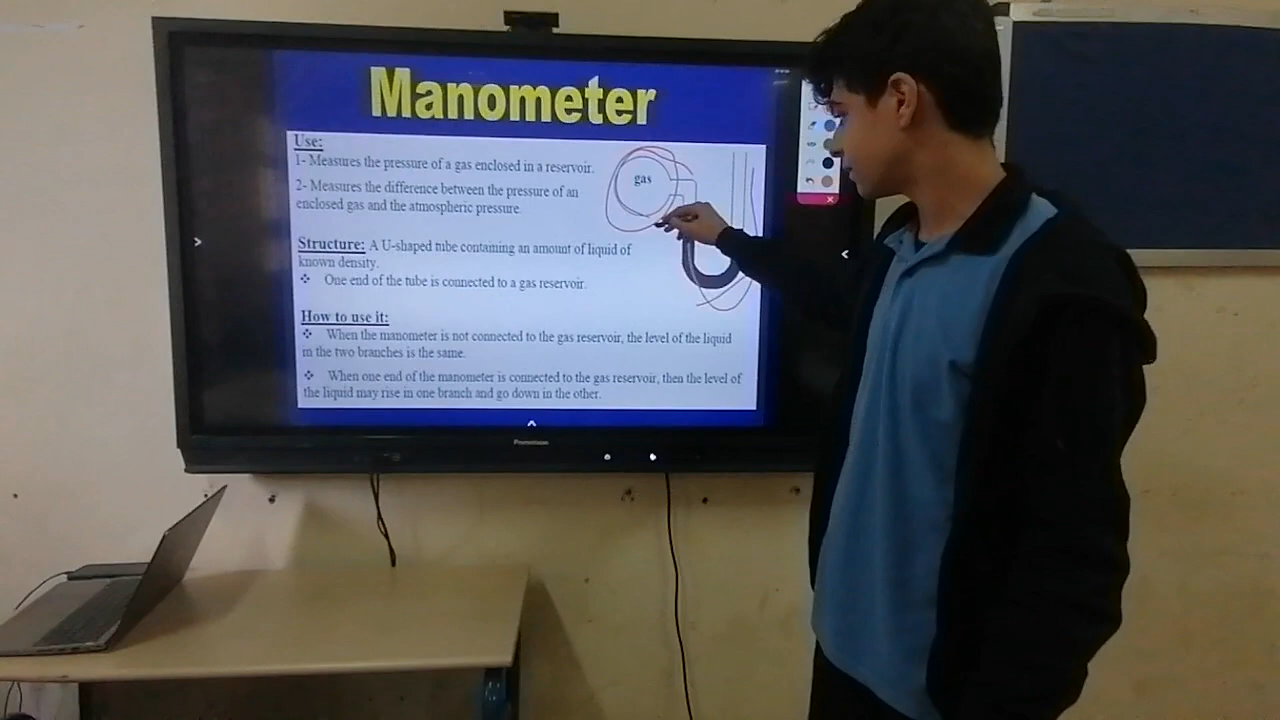 Manometer
Use:
1- Measures the pressure of a gas enclosed in a reservoir.
2- Measures the difference between the pressure of an
enclosed gas and the atmospheric pressure.
gas
Structure: A U-shaped tube containing an amount of liquid of
known density.
❖ One end of the tube is connected to a gas reservoir.
How to use it:
❖ When the manometer is not connected to the gas reservoir, the level of the liquid
in the two branches is the same.
❖ When one end of the manometer is connected to the gas reservoir, then the level of
the liquid may rise in one branch and go down in the other.
Promethean